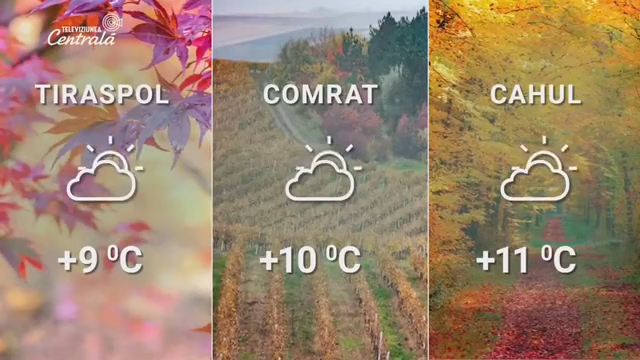 TELEVIZIUNEA
Centrală
TIRASPOL
COMRAT
CAHUL
+9 ⁰C
+10 ⁰C
+11 ⁰C